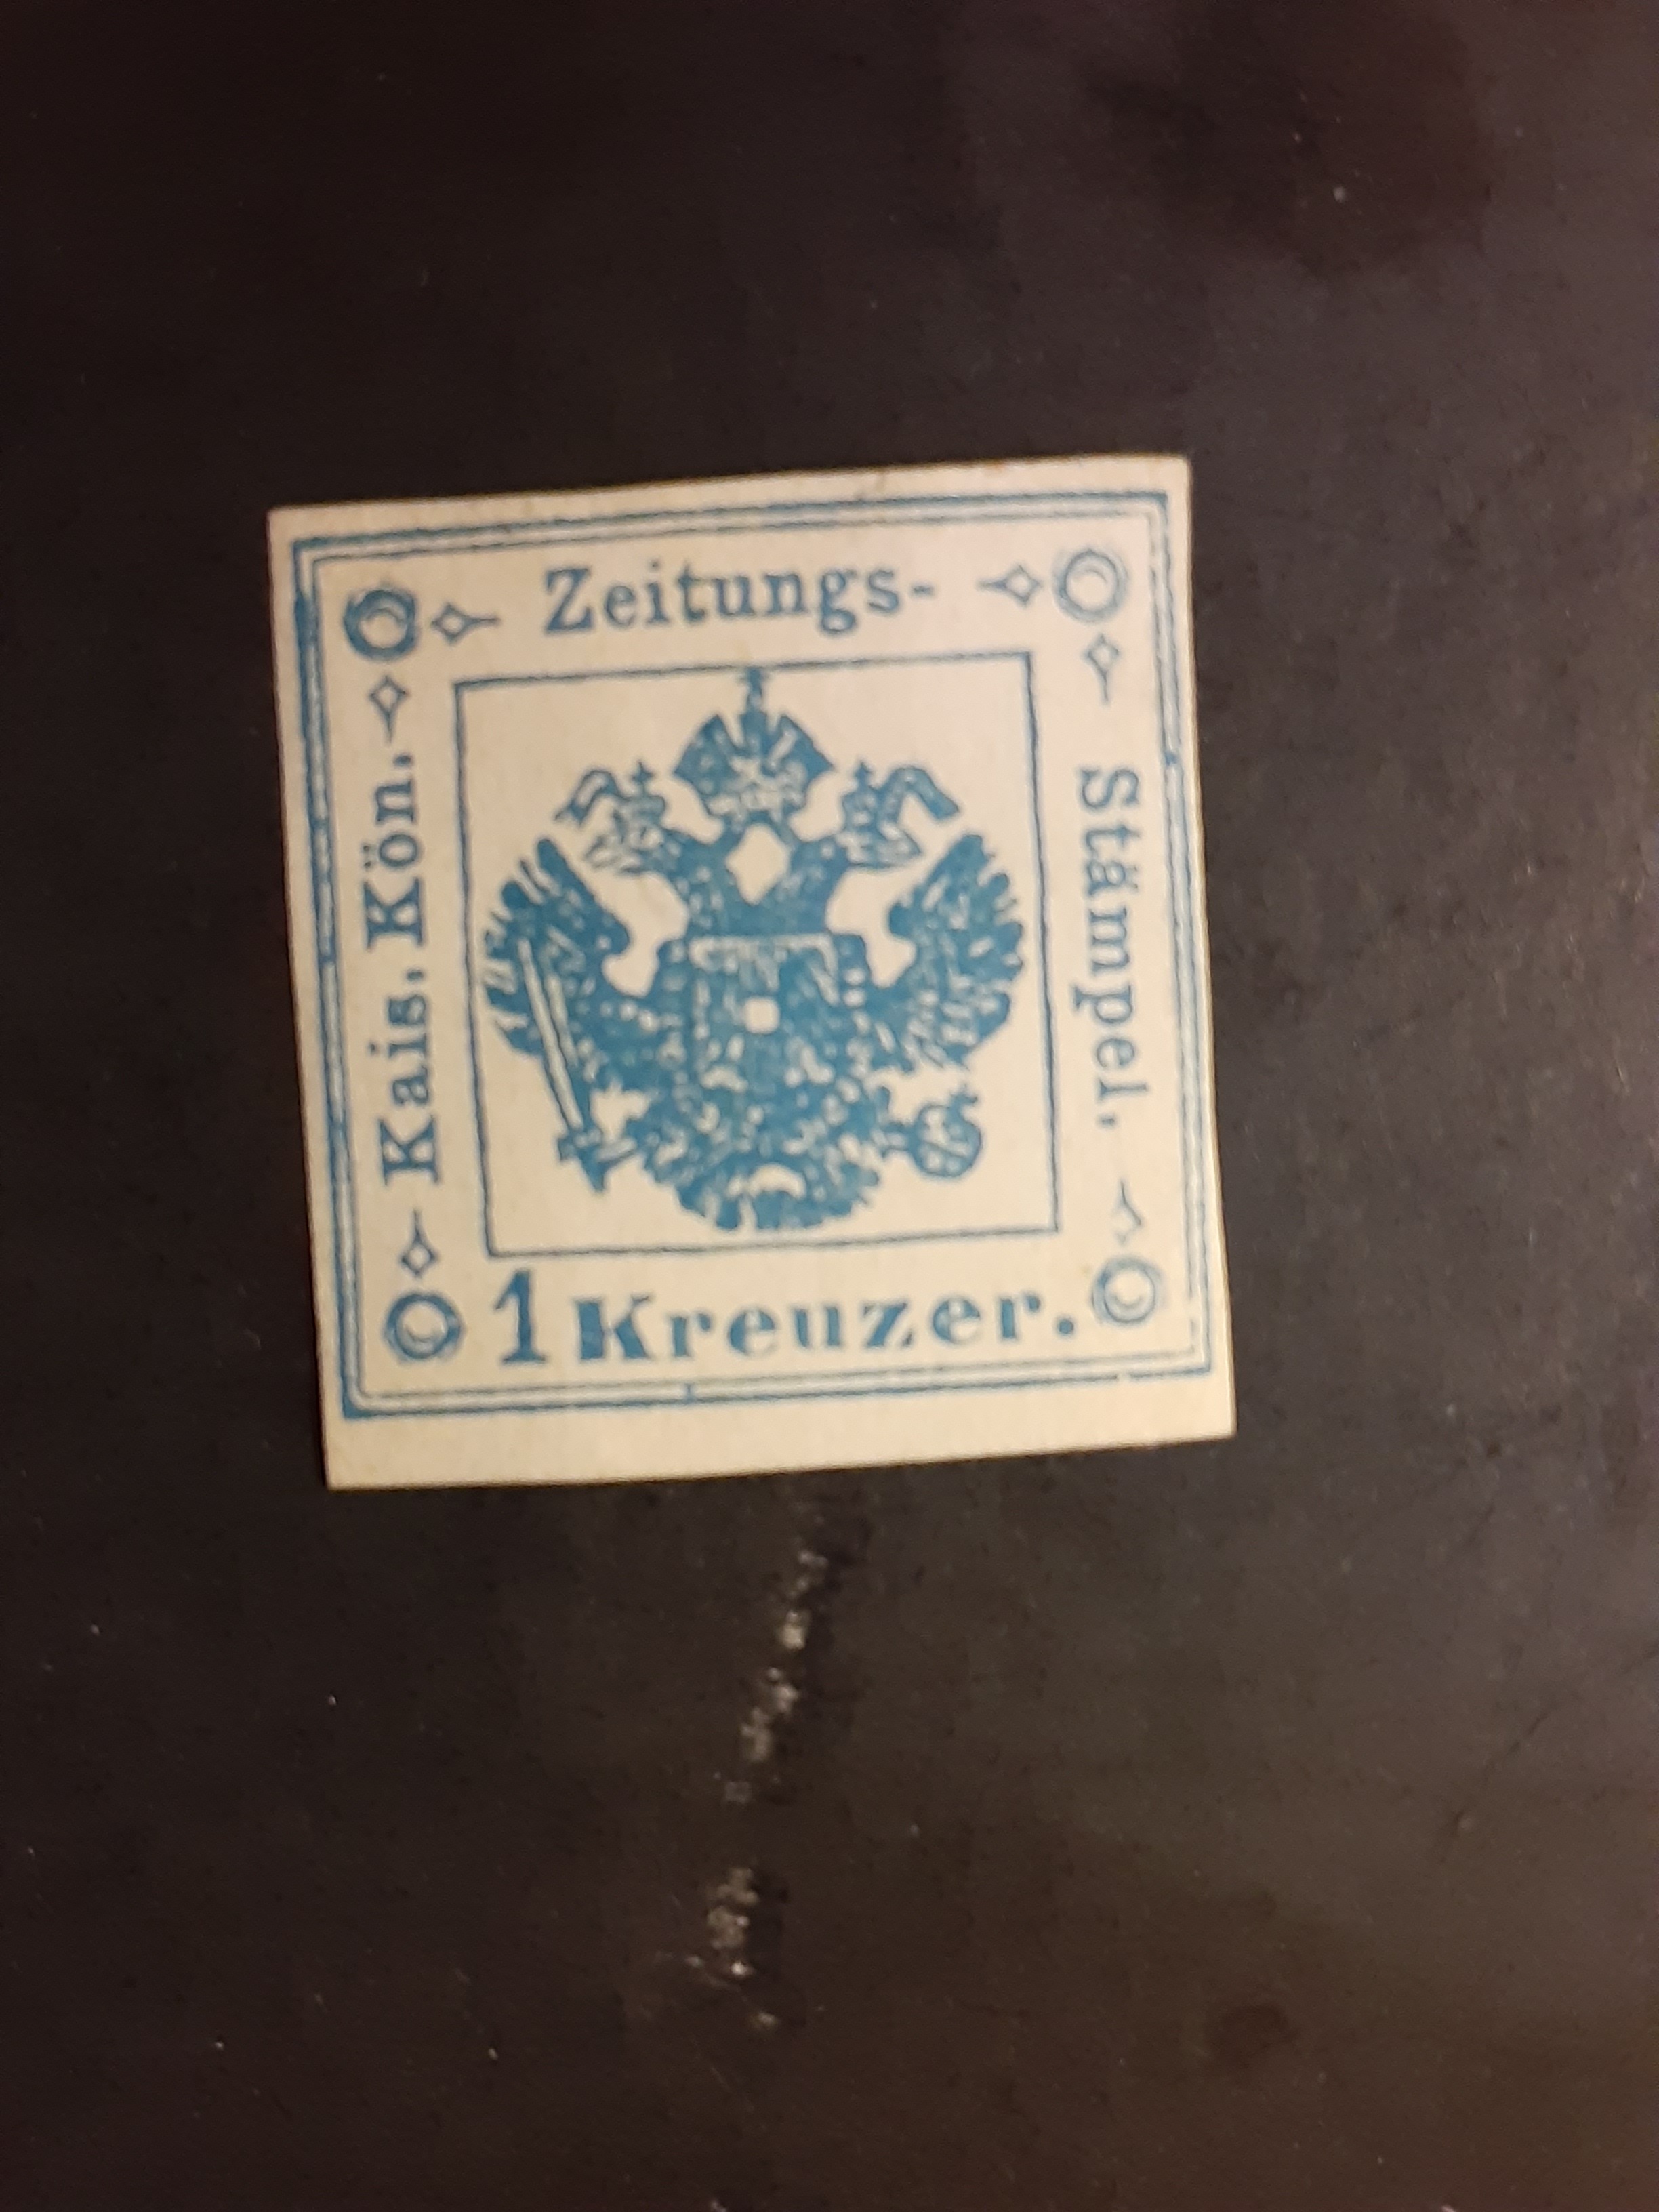 Zeitungs-
Kais. Kön.
Stämpel.
1 Kreuzer.